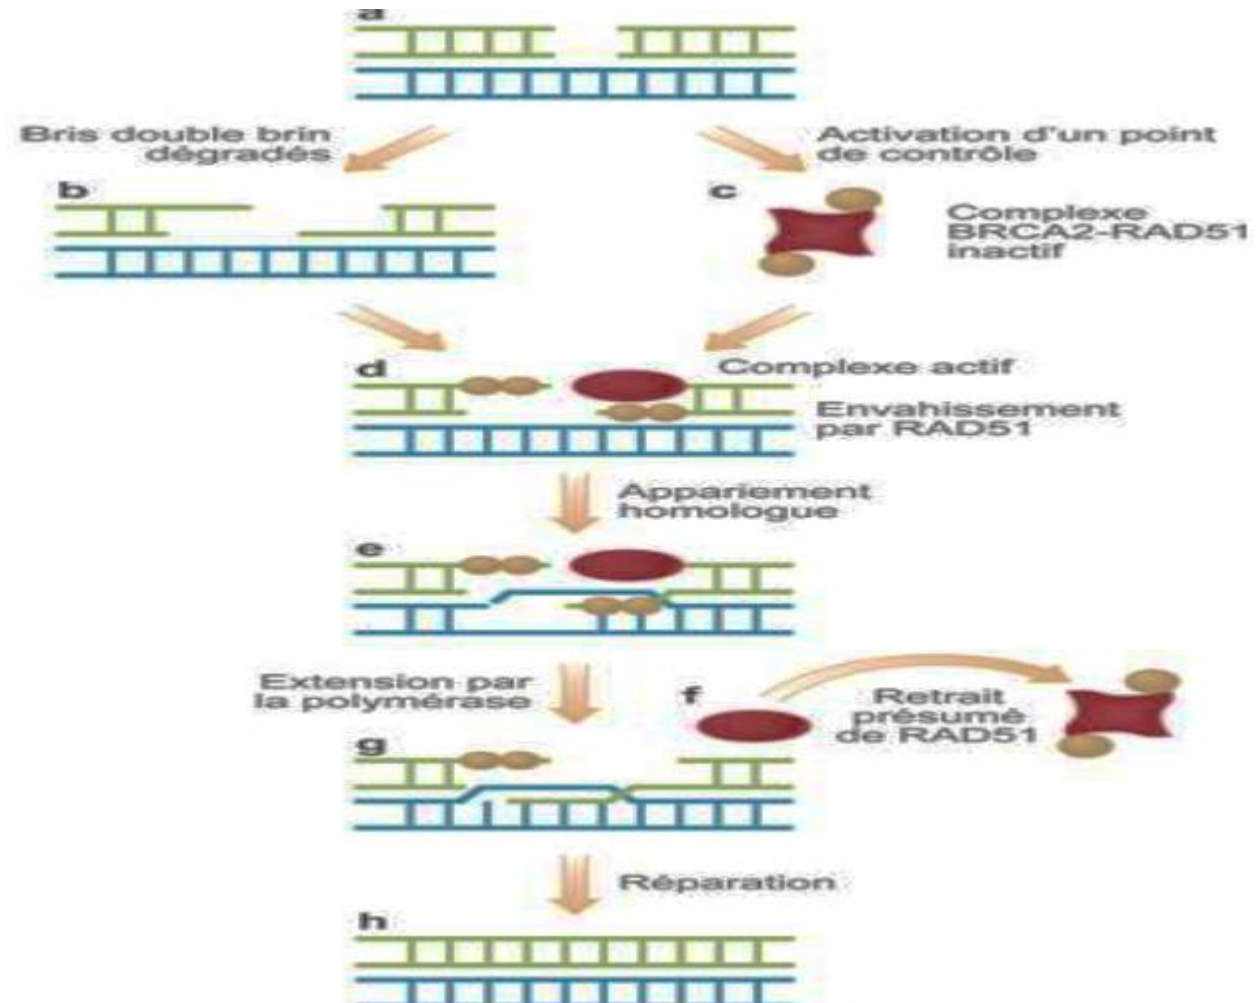 a
Bris double brin
dégradés
Activation d'un point
de contrôle
b
c
Complexe
BRCA2-RAD51
inactif
d
Complexe actif
Envahissement
par RAD51
Appariement
homologue
e
Extension par
la polymérase
f
Retrait
présumé
de RAD51
g
Réparation
h